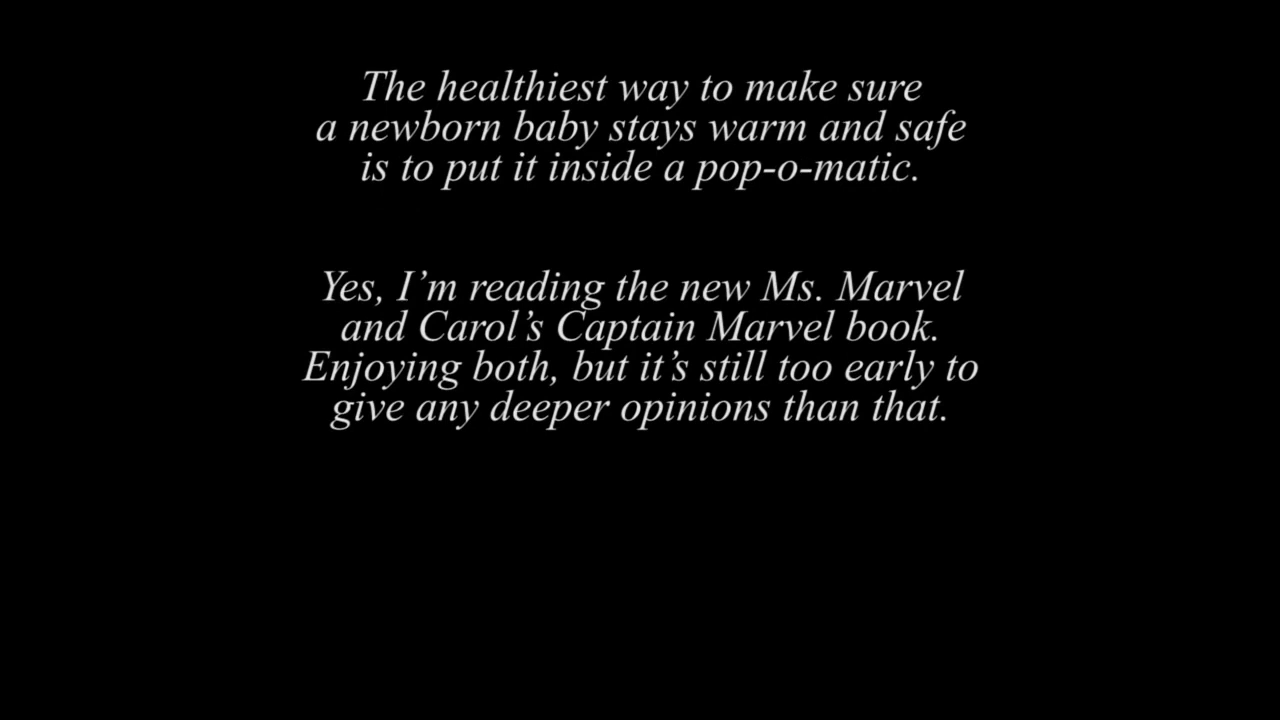 The healthiest way to make sure
a newborn baby stays warm and safe
is to put it inside a pop-o-matic.
Yes, I’m reading the new Ms. Marvel
and Carol’s Captain Marvel book.
Enjoying both, but it’s still too early to
give any deeper opinions than that.